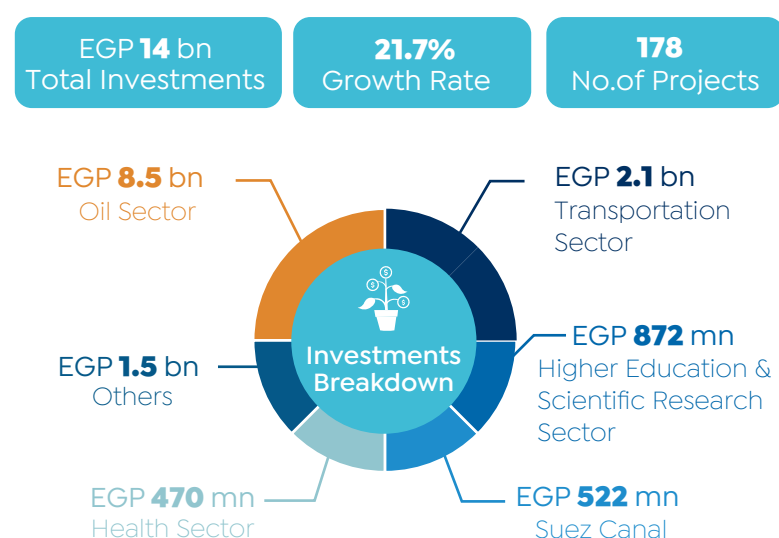 EGP 14 bn
Total Investments
21.7%
Growth Rate
178
No.of Projects
EGP 8.5 bn
Oil Sector
EGP 2.1 bn
Transportation
Sector
Investments
Breakdown
EGP 1.5 bn
Others
EGP 872 mn
Higher Education &
Scientific Research
Sector
EGP 470 mn
Health Sector
EGP 522 mn
Suez Canal